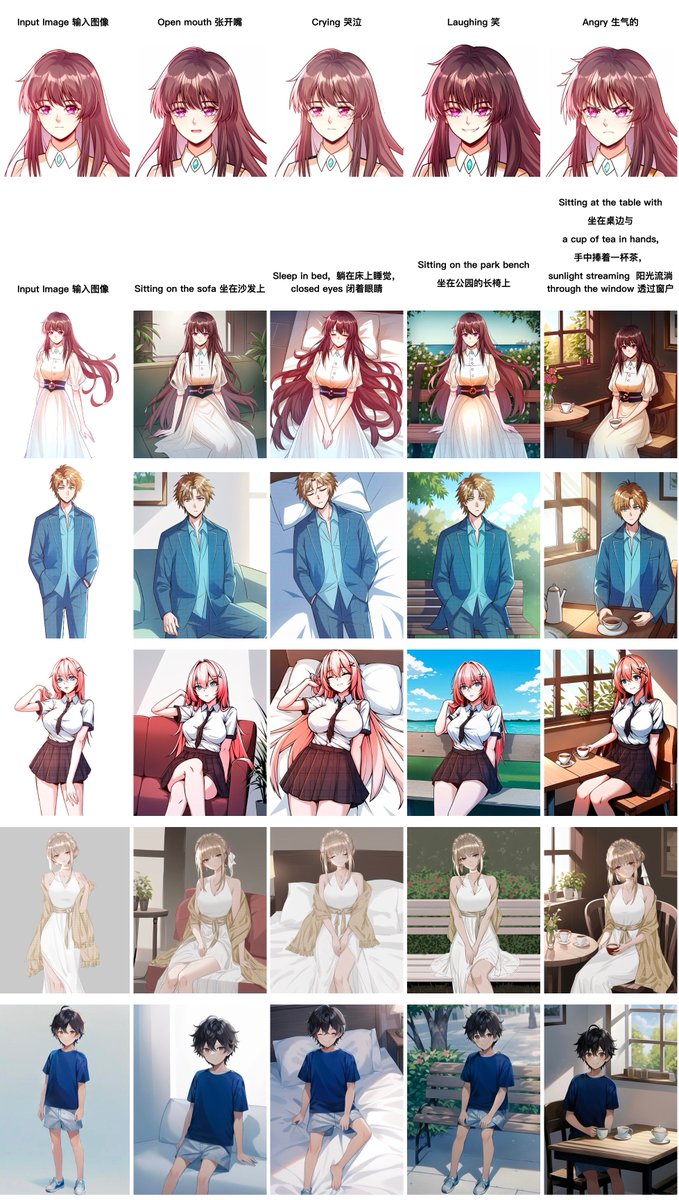 Input Image 输入图像
Open mouth 张开嘴
Crying 哭泣
Laughing 笑
Angry 生气的
Input Image 输入图像
Sitting on the sofa 坐在沙发上
Sleep in bed, 躺在床上睡觉,
closed eyes 闭着眼睛
Sitting on the park bench
坐在公园的长椅上
Sitting at the table with
坐在桌边与
a cup of tea in hands,
手中捧着一杯茶,
sunlight streaming 阳光流淌
through the window 透过窗户